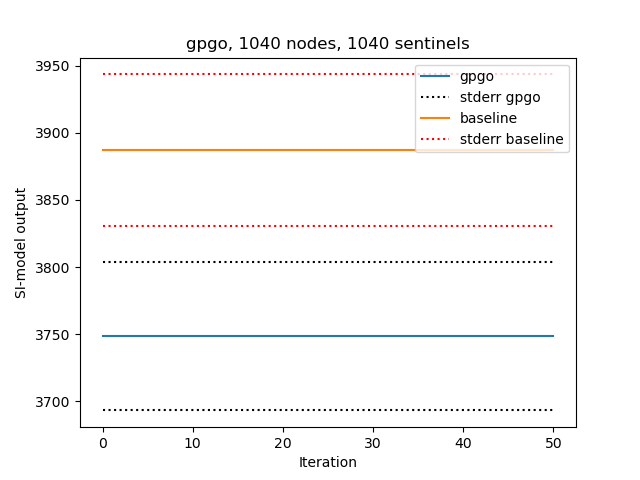 gpgo, 1040 nodes, 1040 sentinels
3950
3900
3850
3800
3750
3700
SI-model output
gpgo
stderr gpgo
baseline
stderr baseline
0 10 20 30 40 50
Iteration